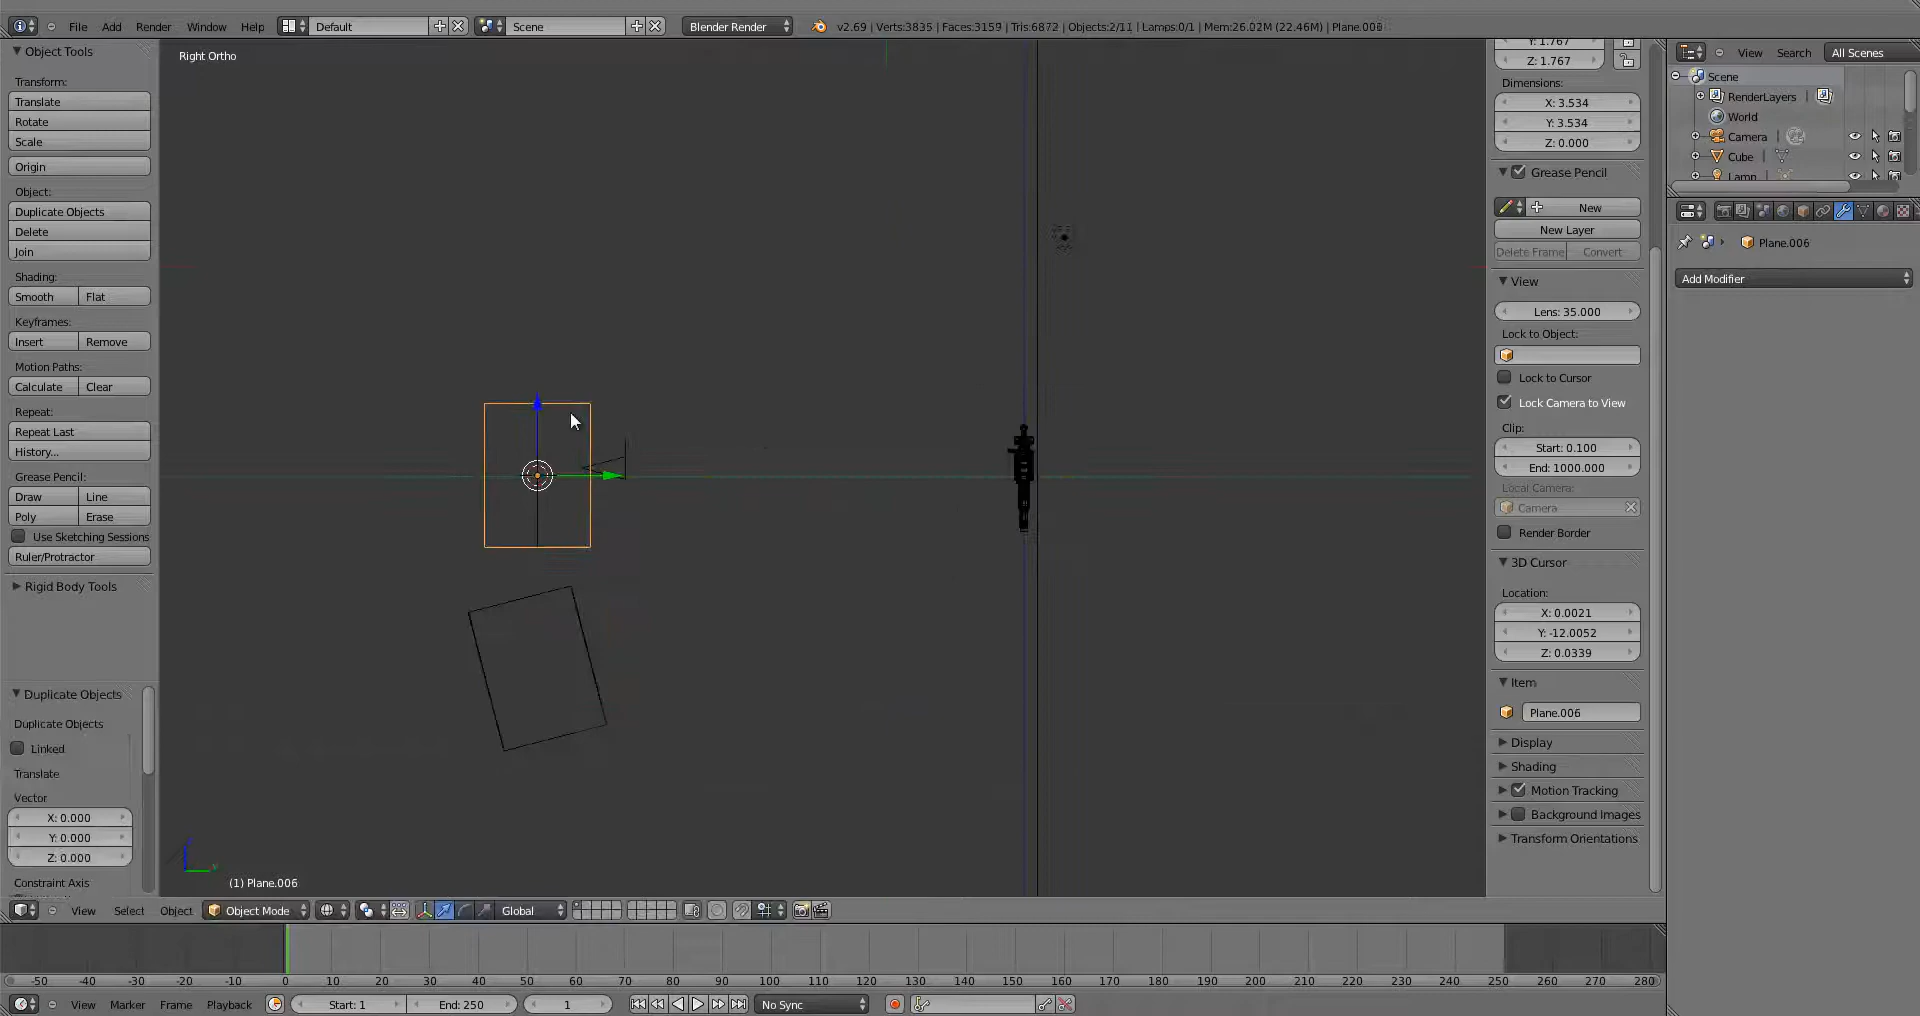 File Add Render Window Help Default Scene Blender Render v2.69 | Verts:3835 | Faces:3159 | Tris:6872 | Objects:2/11 | Lamps:0/1 | Mem:26.02M (22.46M) | Plane.006
Object Tools
Transform:
Translate
Rotate
Scale
Origin
Object:
Duplicate Objects
Delete
Join
Shading:
Smooth Flat
Keyframes:
Insert Remove
Motion Paths:
Calculate Clear
Repeat:
Repeat Last
History...
Grease Pencil:
Draw Line
Poly Erase
Use Sketching Sessions
Ruler/Protractor
Rigid Body Tools
Duplicate Objects
Duplicate Objects
Linked
Translate
Vector
X: 0.000
Y: 0.000
Z: 0.000
Constraint Axis
Right Ortho
(1) Plane.006
Y: 1.767
Z: 1.767
Dimensions:
X: 3.534
Y: 3.534
Z: 0.000
Grease Pencil
New
New Layer
Delete Frame Convert
View
Lens: 35.000
Lock to Object:
Lock to Cursor
Lock Camera to View
Clip:
Start: 0.100
End: 1000.000
Local Camera:
Camera
Render Border
3D Cursor
Location:
X: 0.0021
Y: -12.0052
Z: 0.0339
Item
Plane.006
Display
Shading
Motion Tracking
Background Images
Transform Orientations
View Search All Scenes
Scene
RenderLayers |
World
Camera |
Cube |
Lamp
Plane.006
Add Modifier
View Select Object Object Mode Global
-50 -40 -30 -20 -10 0 10 20 30 40 50 60 70 80 90 100 110 120 130 140 150 160 170 180 190 200 210 220 230 240 250 260 270 280
View Marker Frame Playback Start: 1 End: 250 1 No Sync